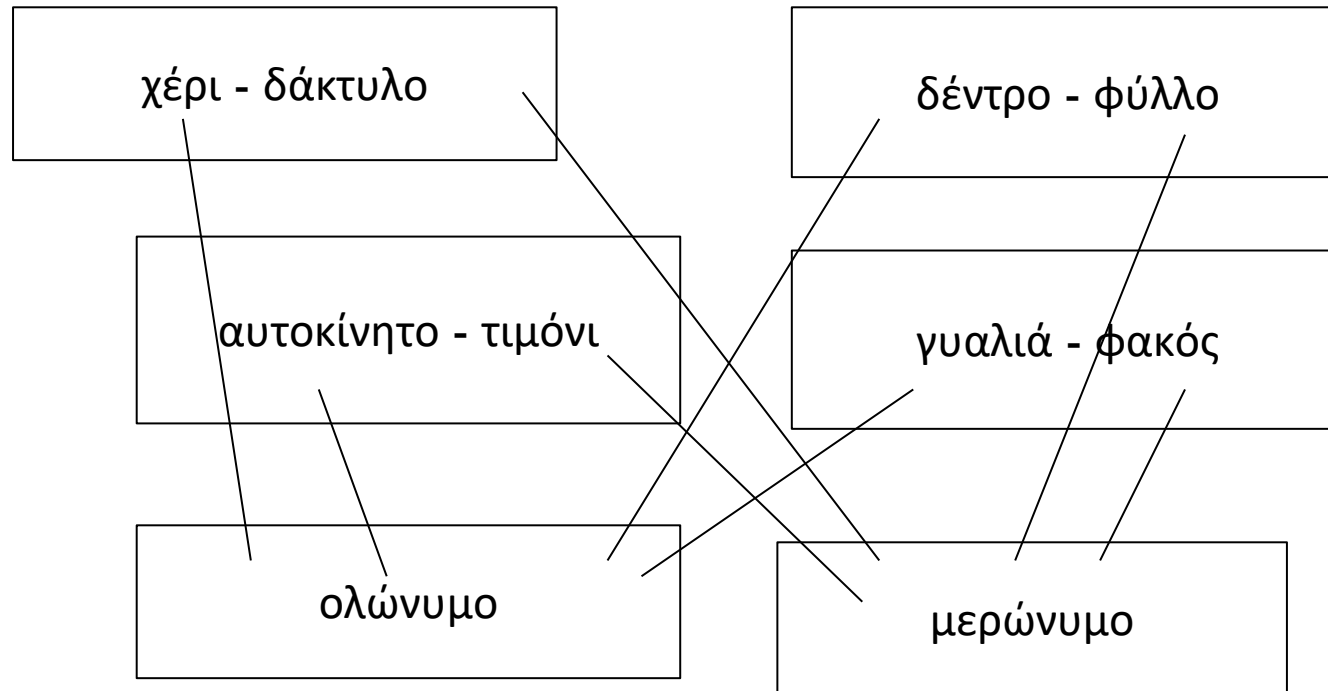 χέρι - δάκτυλο
δέντρο - φύλλο
αυτοκίνητο - τιμόνι
γυαλιά - φακός
ολώνυμο
μερώνυμο